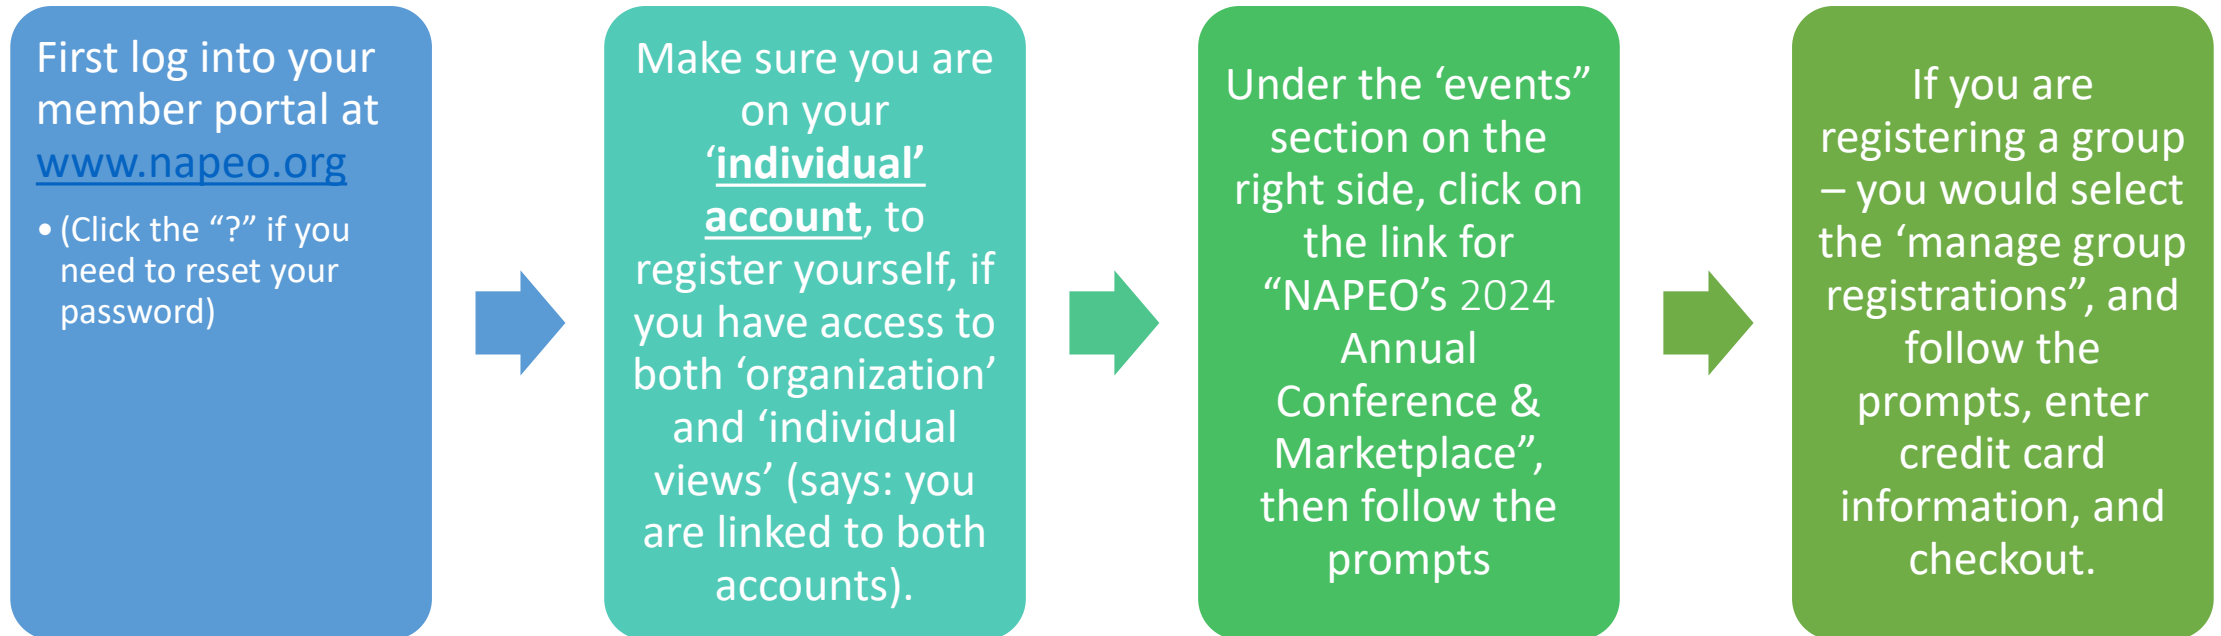 First log into your
member portal at
www.napeo.org
• (Click the “?” if you
need to reset your
password)
Make sure you are
on your
‘individual’
account, to
register yourself, if
you have access to
both ‘organization’
and ‘individual
views’ (says: you
are linked to both
accounts).
Under the ‘events”
section on the
right side, click on
the link for
“NAPEO’s 2024
Annual
Conference &
Marketplace”,
then follow the
prompts
If you are
registering a group
– you would select
the ‘manage group
registrations”, and
follow the
prompts, enter
credit card
information, and
checkout.